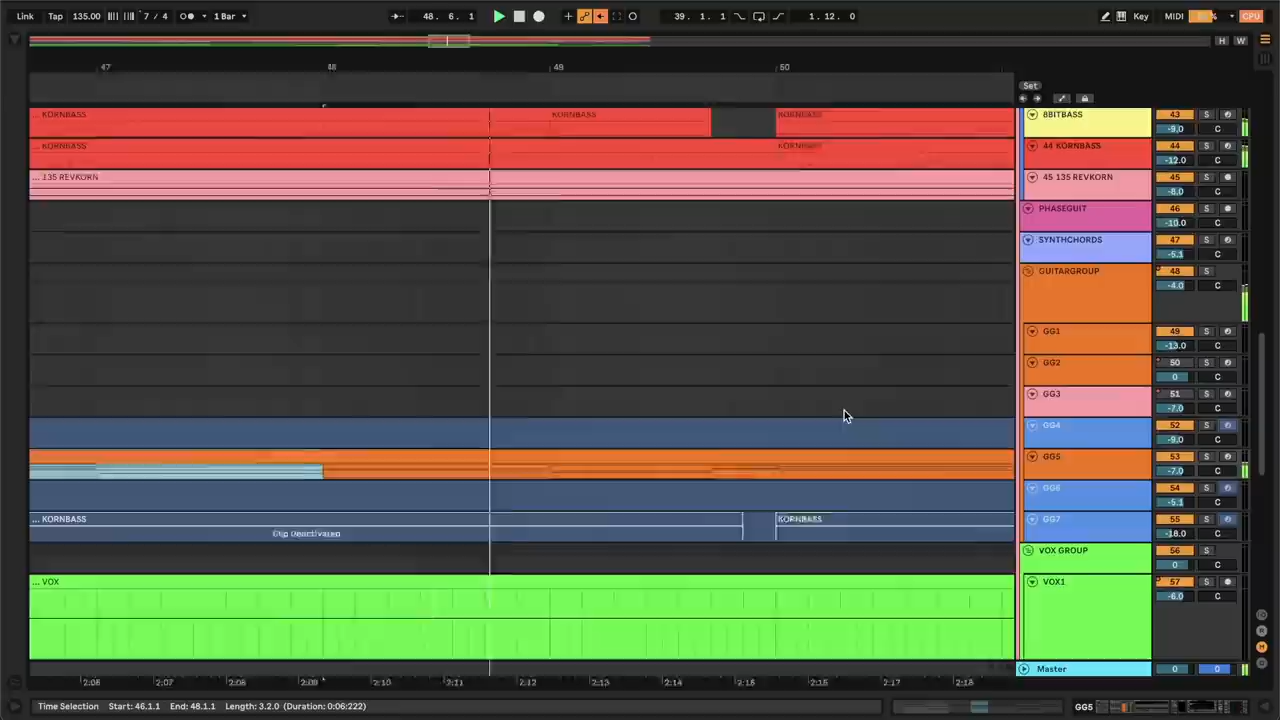 Link Tap 135.00 7 / 4 1 Bar 48. 6. 1 39. 1. 1 1. 12. 0 Key MIDI % CPU
H W
47 48 49 50
Set
... KORNBASS KORNBASS KORNBASS 8BITBASS 43 S
-9.0 C
... KORNBASS KORNBASS 44 KORNBASS 44 S
-12.0 C
... 135 REVKORN 45 135 REVKORN 45 S
-8.0 C
PHASEGUIT 46 S
-10.0 C
SYNTHCHORDS 47 S
-5.1 C
GUITARGROUP 48 S
-4.0 C
GG1 49 S
-13.0 C
GG2 50 S
0 C
GG3 51 S
-7.0 C
GG4 52 S
-9.0 C
GG5 53 S
-7.0 C
GG6 54 S
-5.1 C
... KORNBASS KORNBASS GG7 55 S
Clip Deactivated -18.0 C
VOX GROUP 56 S
0 C
... VOX VOX1 57 S
-6.0 C
Master 0 0
2:06 2:07 2:08 2:09 2:10 2:11 2:12 2:13 2:14 2:15 2:16
Time Selection Start: 46.1.1 End: 48.1.1 Length: 3.2.0 (Duration: 0:06:222) GG5